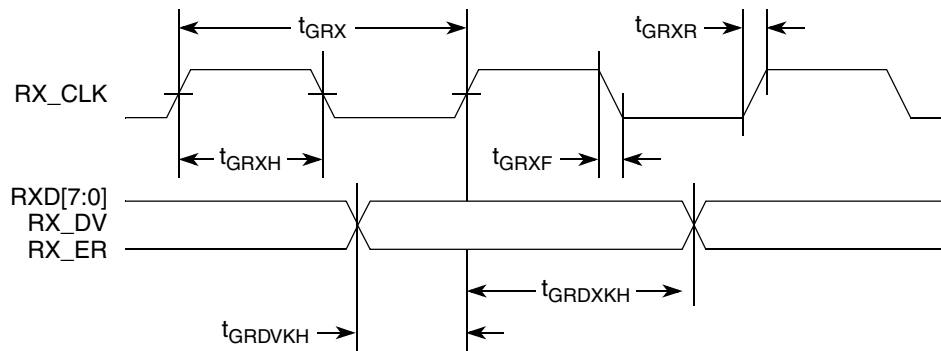 tGRX
tGRXR
RX_CLK
tGRXH
tGRXF
RXD[7:0]
RX_DV
RX_ER
tGRDXKH
tGRDVKH